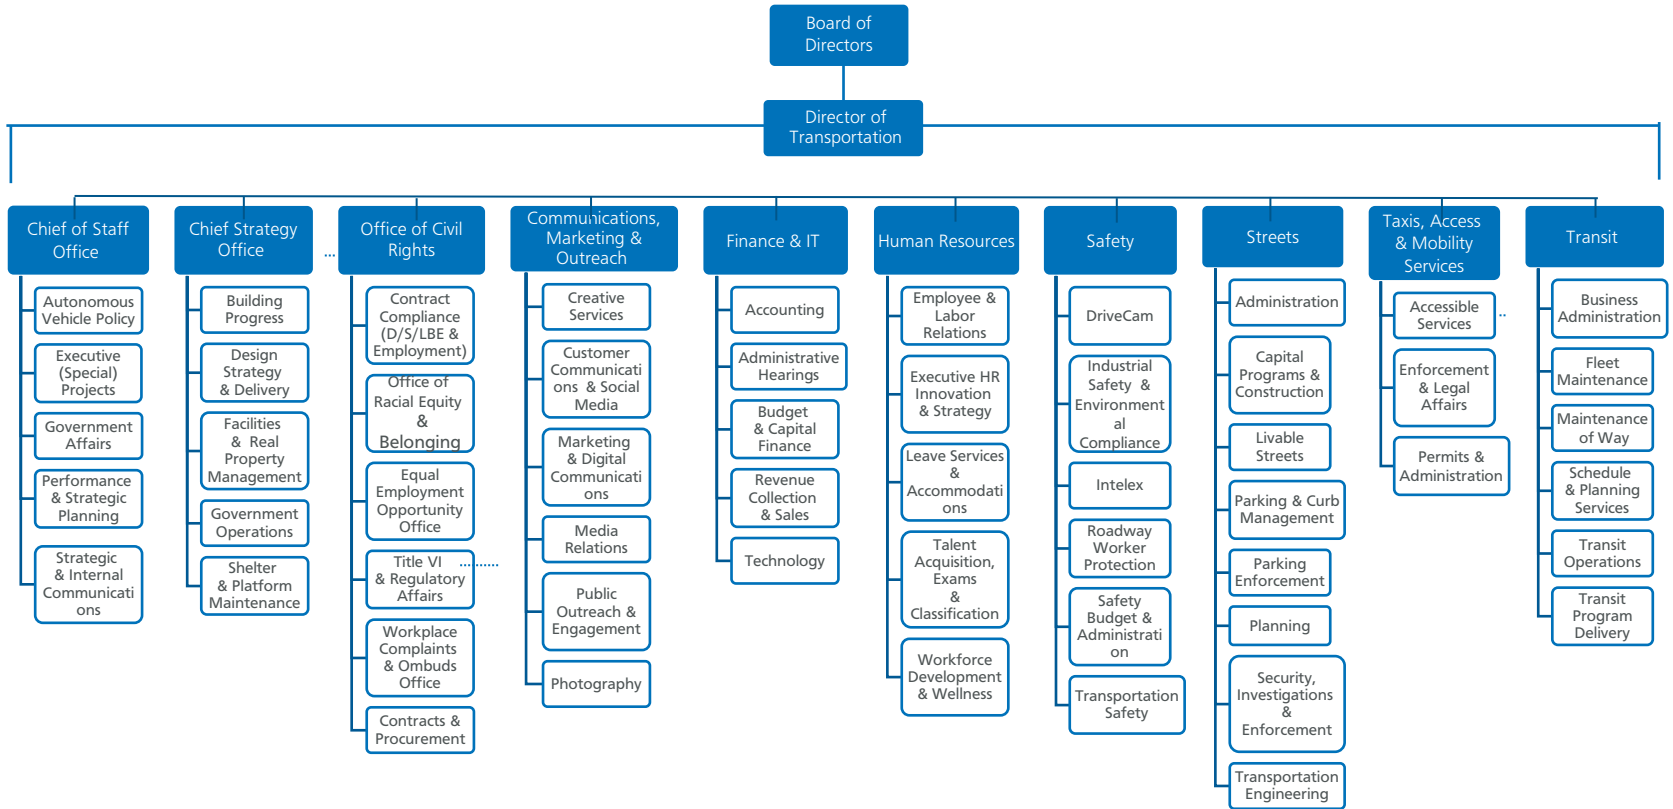 Board of
Directors
Director of
Transportation
Chief of Staff
Office
Autonomous
Vehicle Policy
Executive
(Special)
Projects
Government
Affairs
Performance
& Strategic
Planning
Strategic
& Internal
Communicati
ons
Chief Strategy
Office
Building
Progress
Design
Strategy
& Delivery
Facilities
& Real
Property
Management
Government
Operations
Shelter
& Platform
Maintenance
Office of Civil
Rights
Contract
Compliance
(D/S/LBE &
Employment)
Office of
Racial Equity
&
Belonging
Equal
Employment
Opportunity
Office
Title VI
& Regulatory
Affairs
Workplace
Complaints
& Ombuds
Office
Contracts &
Procurement
Communications,
Marketing &
Outreach
Creative
Services
Customer
Communicati
ons & Social
Media
Marketing
& Digital
Communicati
ons
Media
Relations
Public
Outreach &
Engagement
Photography
Finance & IT
Accounting
Administrative
Hearings
Budget
& Capital
Finance
Revenue
Collection
& Sales
Technology
Human Resources
Employee &
Labor
Relations
Executive HR
Innovation
& Strategy
Leave Services
&
Accommodati
ons
Talent
Acquisition,
Exams
&
Classification
Workforce
Development
& Wellness
Safety
DriveCam
Industrial
Safety &
Environment
al
Compliance
Intelex
Roadway
Worker
Protection
Safety
Budget &
Administrati
on
Transportation
Safety
Streets
Administration
Capital
Programs &
Construction
Livable
Streets
Parking & Curb
Management
Parking
Enforcement
Planning
Security,
Investigations
&
Enforcement
Transportation
Engineering
Taxis, Access
& Mobility
Services
Accessible
Services
Enforcement
& Legal
Affairs
Permits &
Administration
Transit
Business
Administration
Fleet
Maintenance
Maintenance
of Way
Schedule
& Planning
Services
Transit
Operations
Transit
Program
Delivery